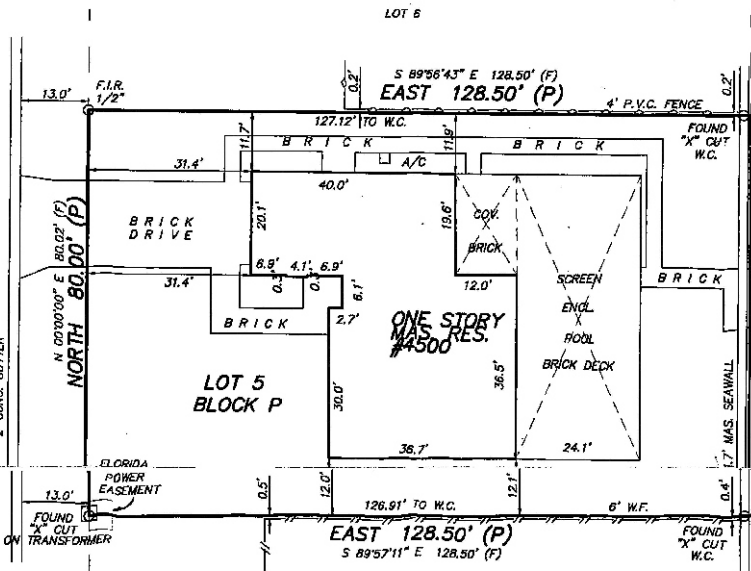 LOT 6
13.0'
F.I.R.
1/2"
0.2'
S 89°56'43" E 128.50' (F)
EAST 128.50' (P)
0.2'
4' P.V.C. FENCE
127.12' TO W.C.
FOUND
"X" CUT
W.C.
11.7'
BRICK
11.9'
BRICK
A/C
31.4'
40.0'
BRICK
DRIVE
20.1'
19.6'
COV.
BRICK
N 00°00'00" E 80.02' (F)
NORTH 80.00' (P)
6.9' 4.1' 6.9'
0.3'
0.3'
31.4'
6.1'
12.0'
SCREEN
ENCL.
POOL
BRICK DECK
BRICK
BRICK
2.7'
ONE STORY
MAS. RES.
#4500
LOT 5
BLOCK P
30.0'
36.5'
1.7' MAS. SEAWALL
36.7'
24.1'
FLORIDA
POWER
EASEMENT
13.0'
0.5'
12.0'
126.91' TO W.C.
12.1'
6' W.F.
0.4'
FOUND
"X" CUT
ON TRANSFORMER
EAST 128.50' (P)
S 89°57'11" E 128.50' (F)
FOUND
"X" CUT
W.C.